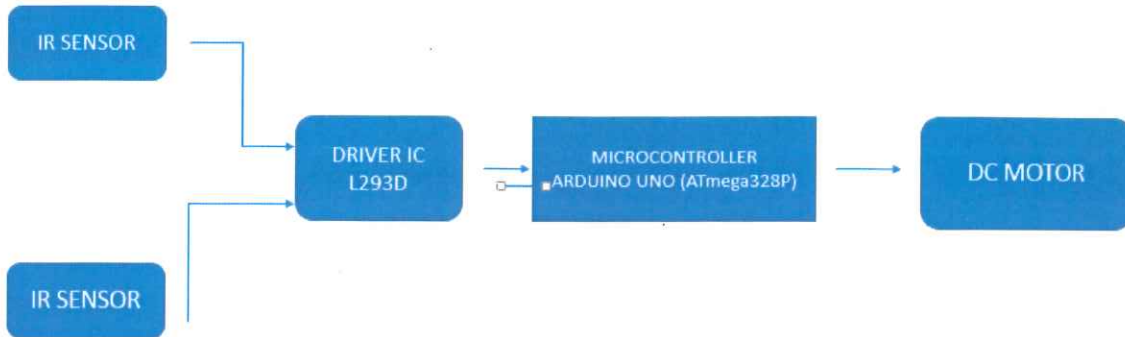 IR SENSOR
DRIVER IC
L293D
MICROCONTROLLER
ARDUINO UNO (ATmega328P)
DC MOTOR
IR SENSOR